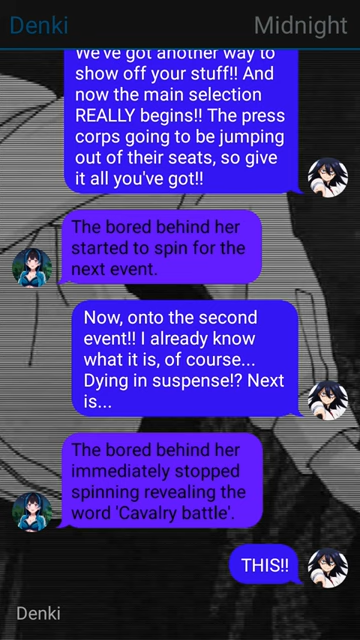 Denki Midnight
We've got another way to
show off your stuff!! And
now the main selection
REALLY begins!! The press
corps going to be jumping
out of their seats, so give
it all you've got!!
The bored behind her
started to spin for the
next event.
Now, onto the second
event!! I already know
what it is, of course...
Dying in suspense!? Next
is...
The bored behind her
immediately stopped
spinning revealing the
word 'Cavalry battle'.
THIS!!
Denki